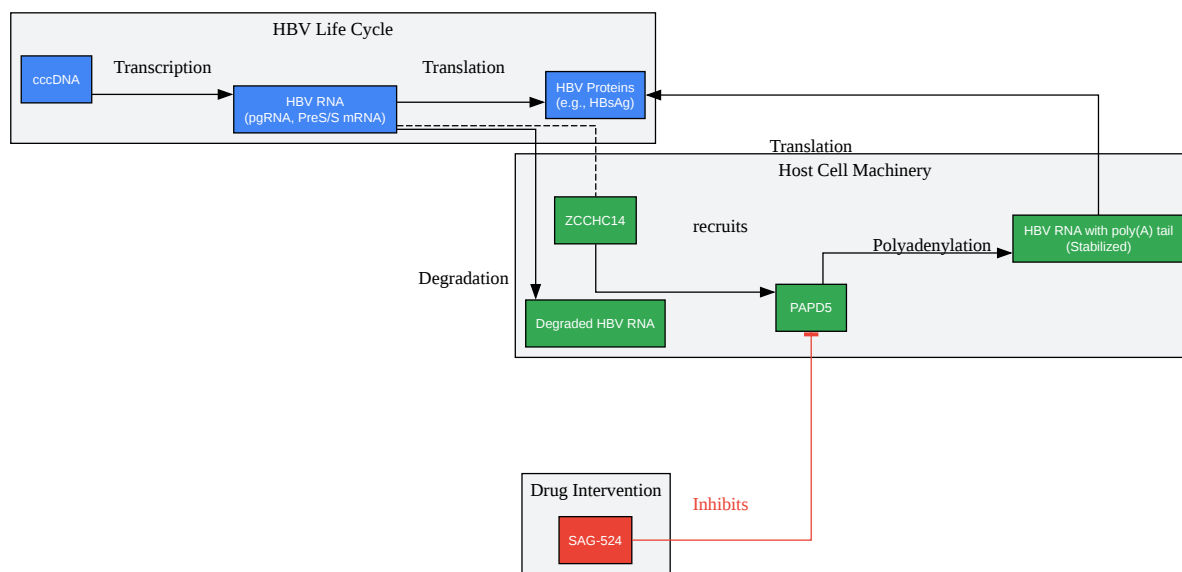 HBV Life Cycle
cccDNA
Transcription
HBV RNA
(pgRNA, PreS/S mRNA)
Translation
HBV Proteins
(e.g., HBsAg)
Translation
Host Cell Machinery
ZCCHC14
recruits
HBV RNA with poly(A) tail
(Stabilized)
Polyadenylation
Degradation
PAPD5
Degraded HBV RNA
Drug Intervention
Inhibits
SAG-524